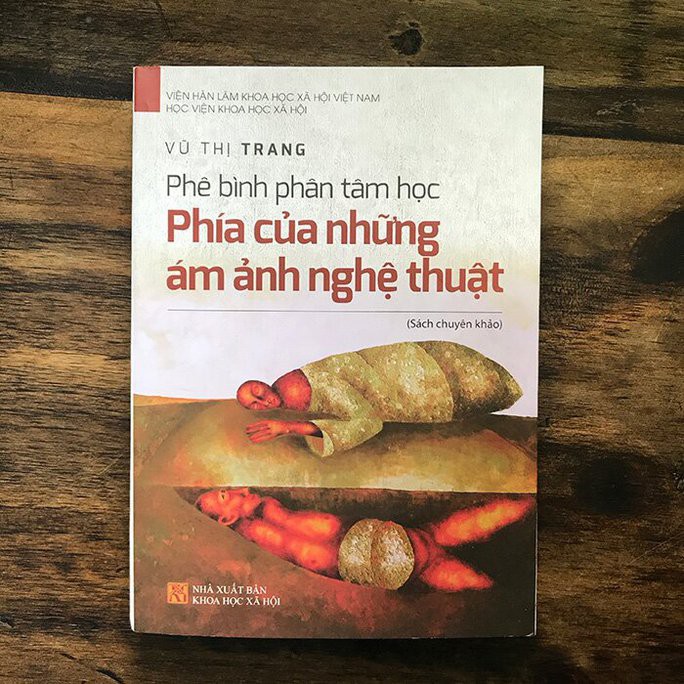 VIỆN HÀN LÂM KHOA HỌC XÃ HỘI VIỆT NAM
HỌC VIỆN KHOA HỌC XÃ HỘI
VŨ THỊ TRANG
Phê bình phân tâm học
Phía của những
ám ảnh nghệ thuật
(Sách chuyên khảo)
NHÀ XUẤT BẢN
KHOA HỌC XÃ HỘI